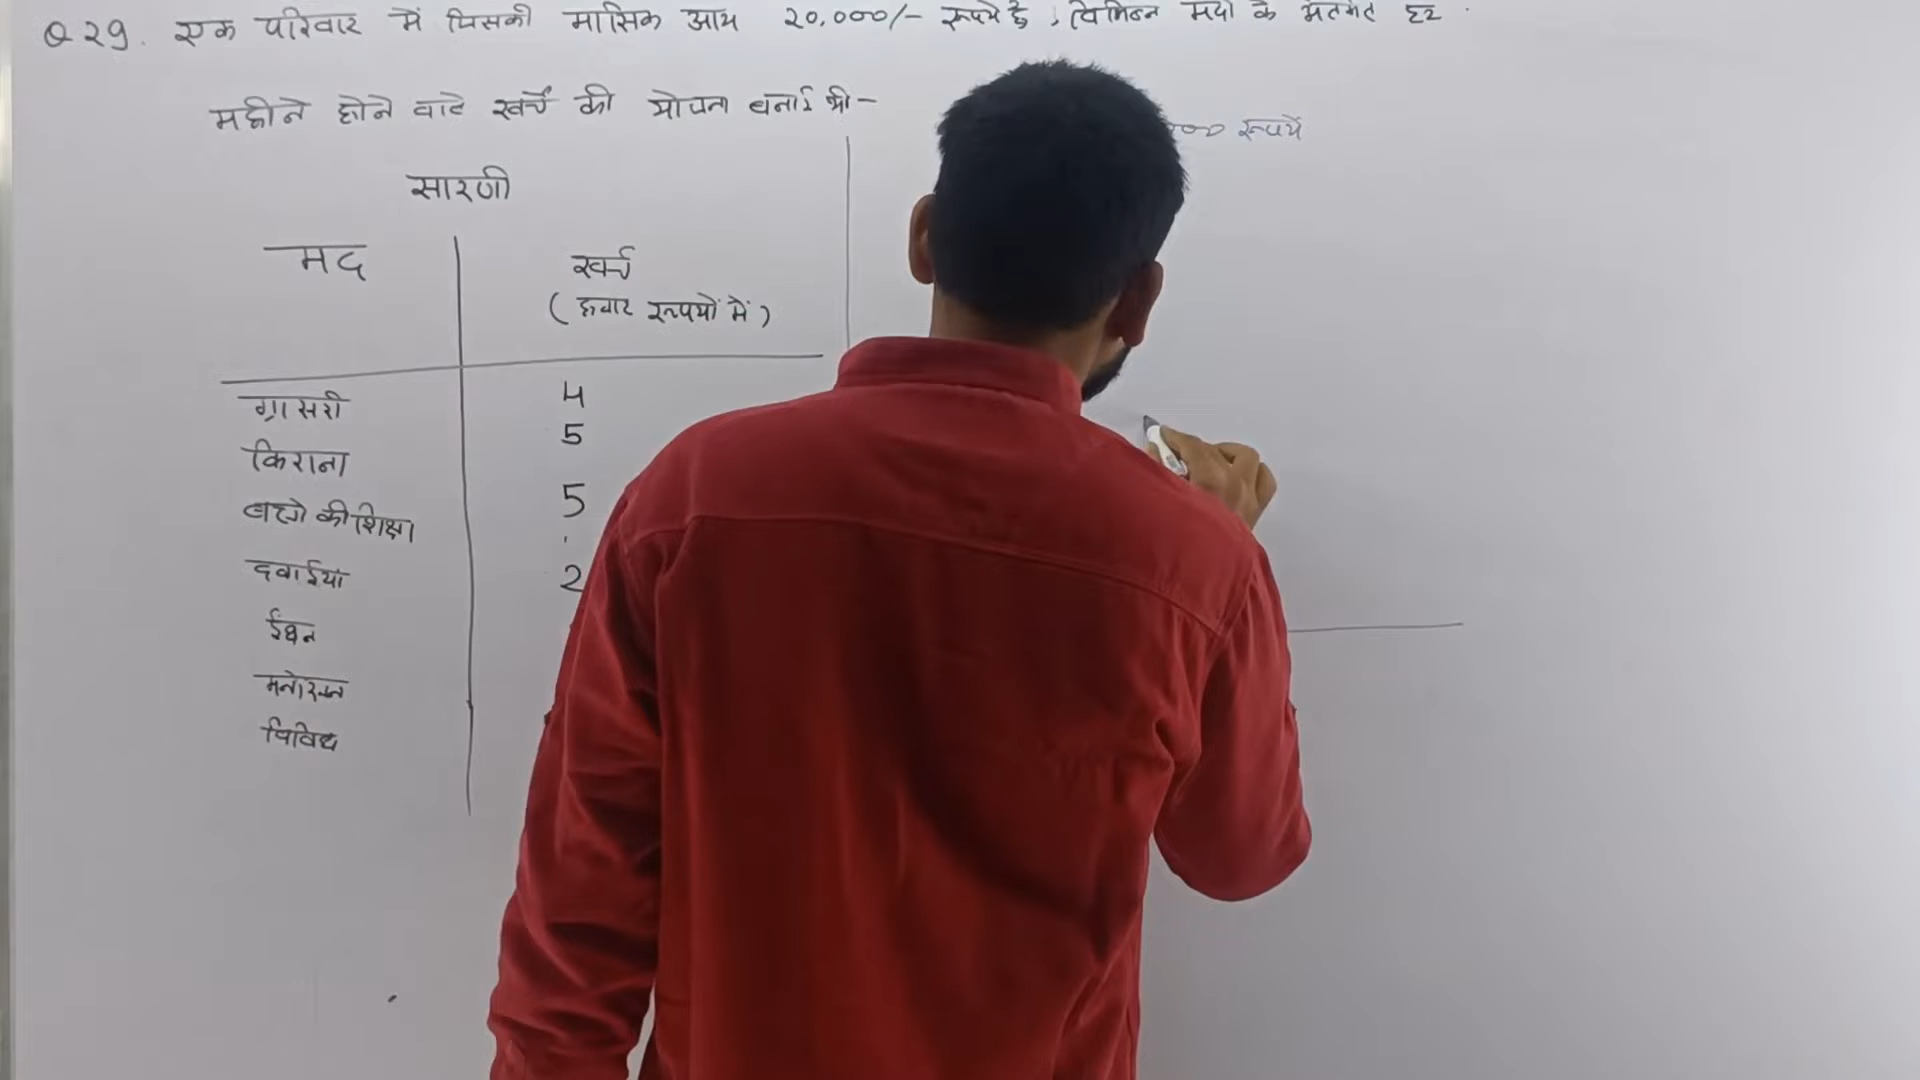 Q 29. एक परिवार में जिसकी मासिक आय 20,000/- रूपये है, विभिन्न मदों के अंतर्गत हर
महीने होने वाले खर्चे की योजना बनाई थी-
रूपयें
सारणी
मद
खर्च
(हजार रूपयों में)
ग्रासरी 4
किराना 5
बच्चो की शिक्षा 5
दवाईया 2
ईंधन
मनोरंजन
विविध